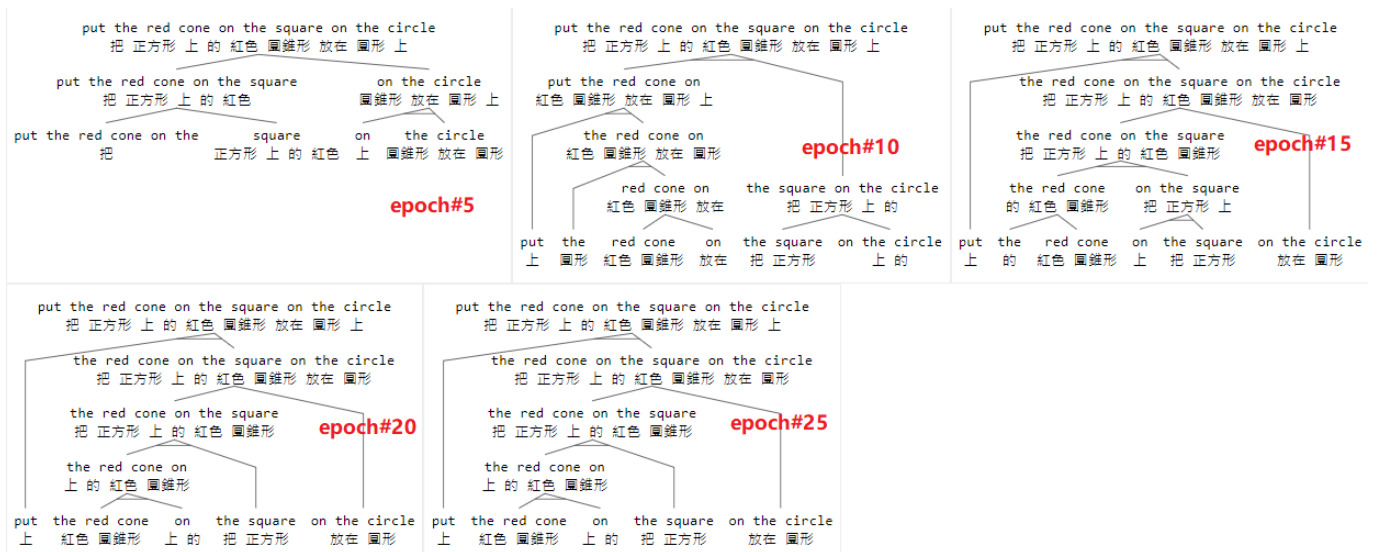 put the red cone on the square on the circle
把 正方形 上 的 紅色 圓錐形 放在 圓形 上
put the red cone on the square
把 正方形 上 的 紅色
on the circle
圓錐形 放在 圓形 上
put the red cone on the
把
square
正方形 上 的 紅色
on
上
the circle
圓錐形 放在 圓形
epoch#5
put the red cone on the square on the circle
把 正方形 上 的 紅色 圓錐形 放在 圓形 上
put the red cone on
紅色 圓錐形 放在 圓形 上
the red cone on
紅色 圓錐形 放在 圓形
epoch#10
red cone on
紅色 圓錐形 放在
the square on the circle
把 正方形 上 的
put
上
the
圓形
red cone
紅色 圓錐形
on
放在
the square
把 正方形
on the circle
上 的
put the red cone on the square on the circle
把 正方形 上 的 紅色 圓錐形 放在 圓形 上
the red cone on the square on the circle
把 正方形 上 的 紅色 圓錐形 放在 圓形
the red cone on the square
把 正方形 上 的 紅色 圓錐形
epoch#15
the red cone
的 紅色 圓錐形
on the square
把 正方形 上
put
上
the
的
red cone
紅色 圓錐形
on
上
the square
把 正方形
on the circle
放在 圓形
put the red cone on the square on the circle
把 正方形 上 的 紅色 圓錐形 放在 圓形 上
the red cone on the square on the circle
把 正方形 上 的 紅色 圓錐形 放在 圓形
the red cone on the square
把 正方形 上 的 紅色 圓錐形
epoch#20
the red cone on
上 的 紅色 圓錐形
put
上
the red cone
紅色 圓錐形
on
上 的
the square
把 正方形
on the circle
放在 圓形
put the red cone on the square on the circle
把 正方形 上 的 紅色 圓錐形 放在 圓形 上
the red cone on the square on the circle
把 正方形 上 的 紅色 圓錐形 放在 圓形
the red cone on the square
把 正方形 上 的 紅色 圓錐形
epoch#25
the red cone on
上 的 紅色 圓錐形
put
上
the red cone
紅色 圓錐形
on
上 的
the square
把 正方形
on the circle
放在 圓形